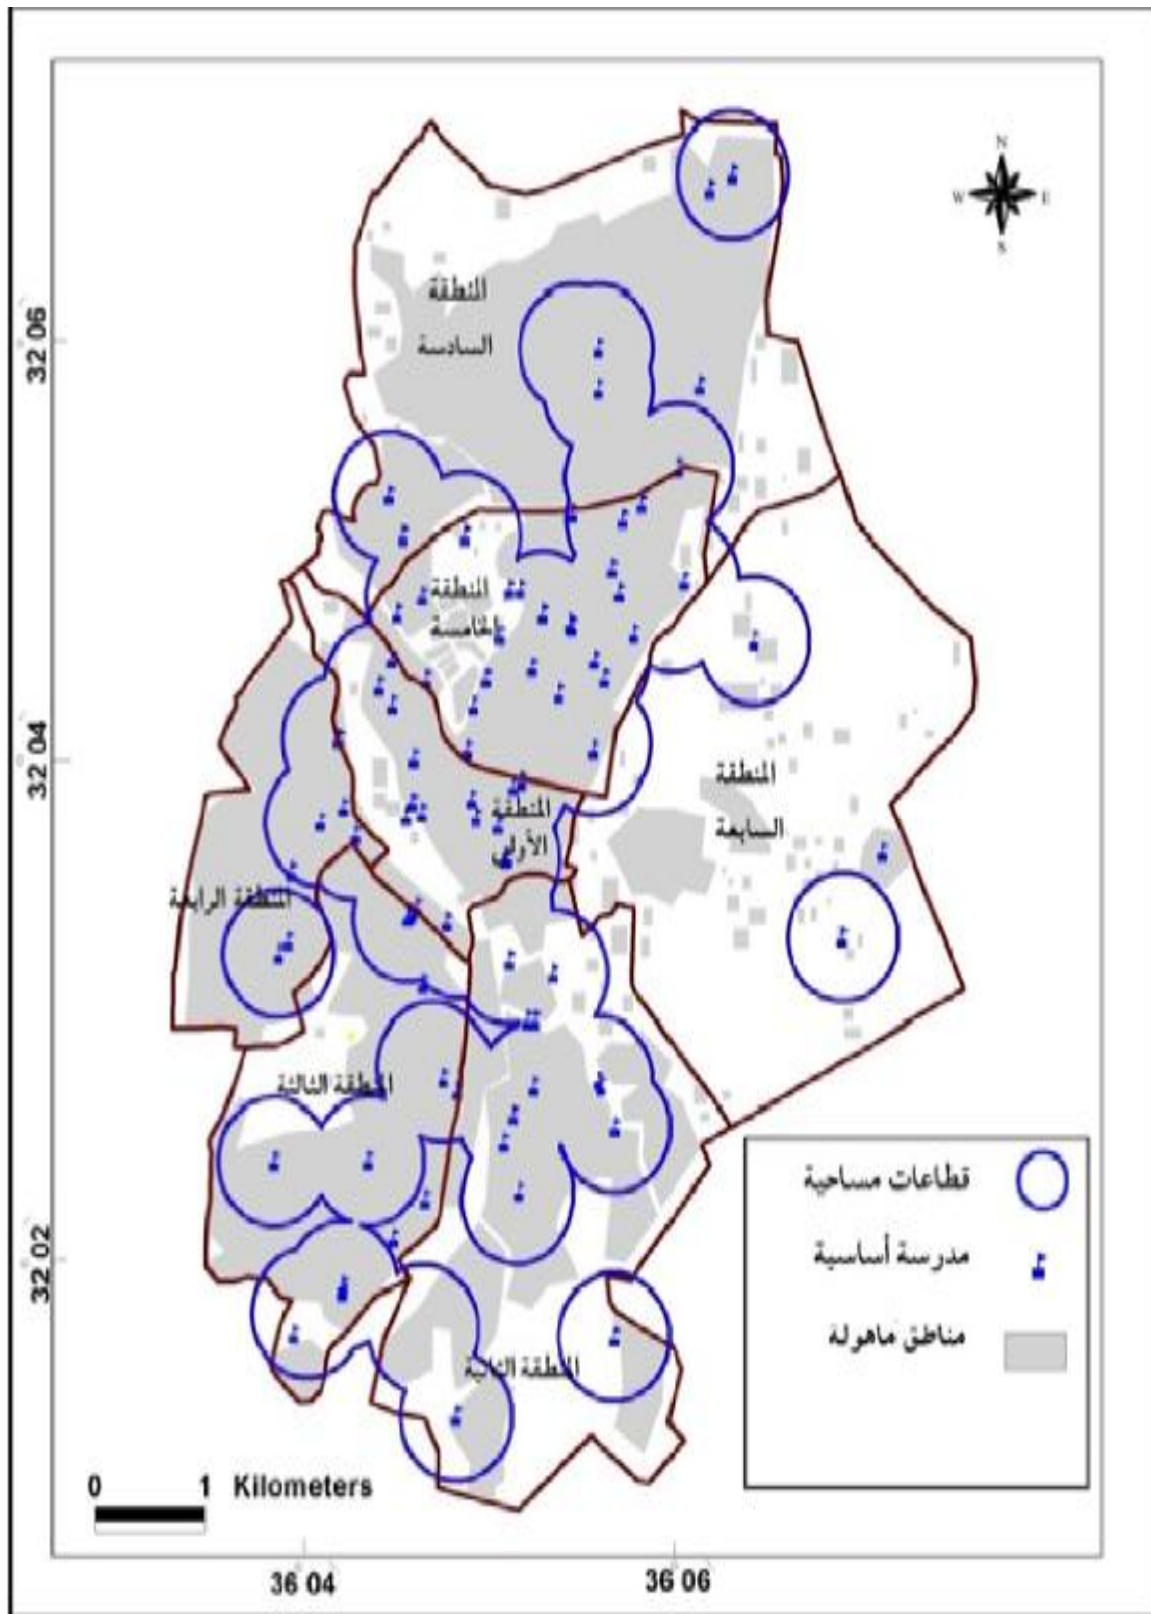 N
W
E
S
المنطقة
السادسة
32 06
المنطقة
الخامسة
32 04
المنطقة
السابعة
المنطقة
الأولى
المنطقة الرابعة
المنطقة الثالثة
32 02
المنطقة الثانية
قطاعات مساحية
مدرسة أساسية
مناطق ماهولة
0 1 Kilometers
36 04
36 06